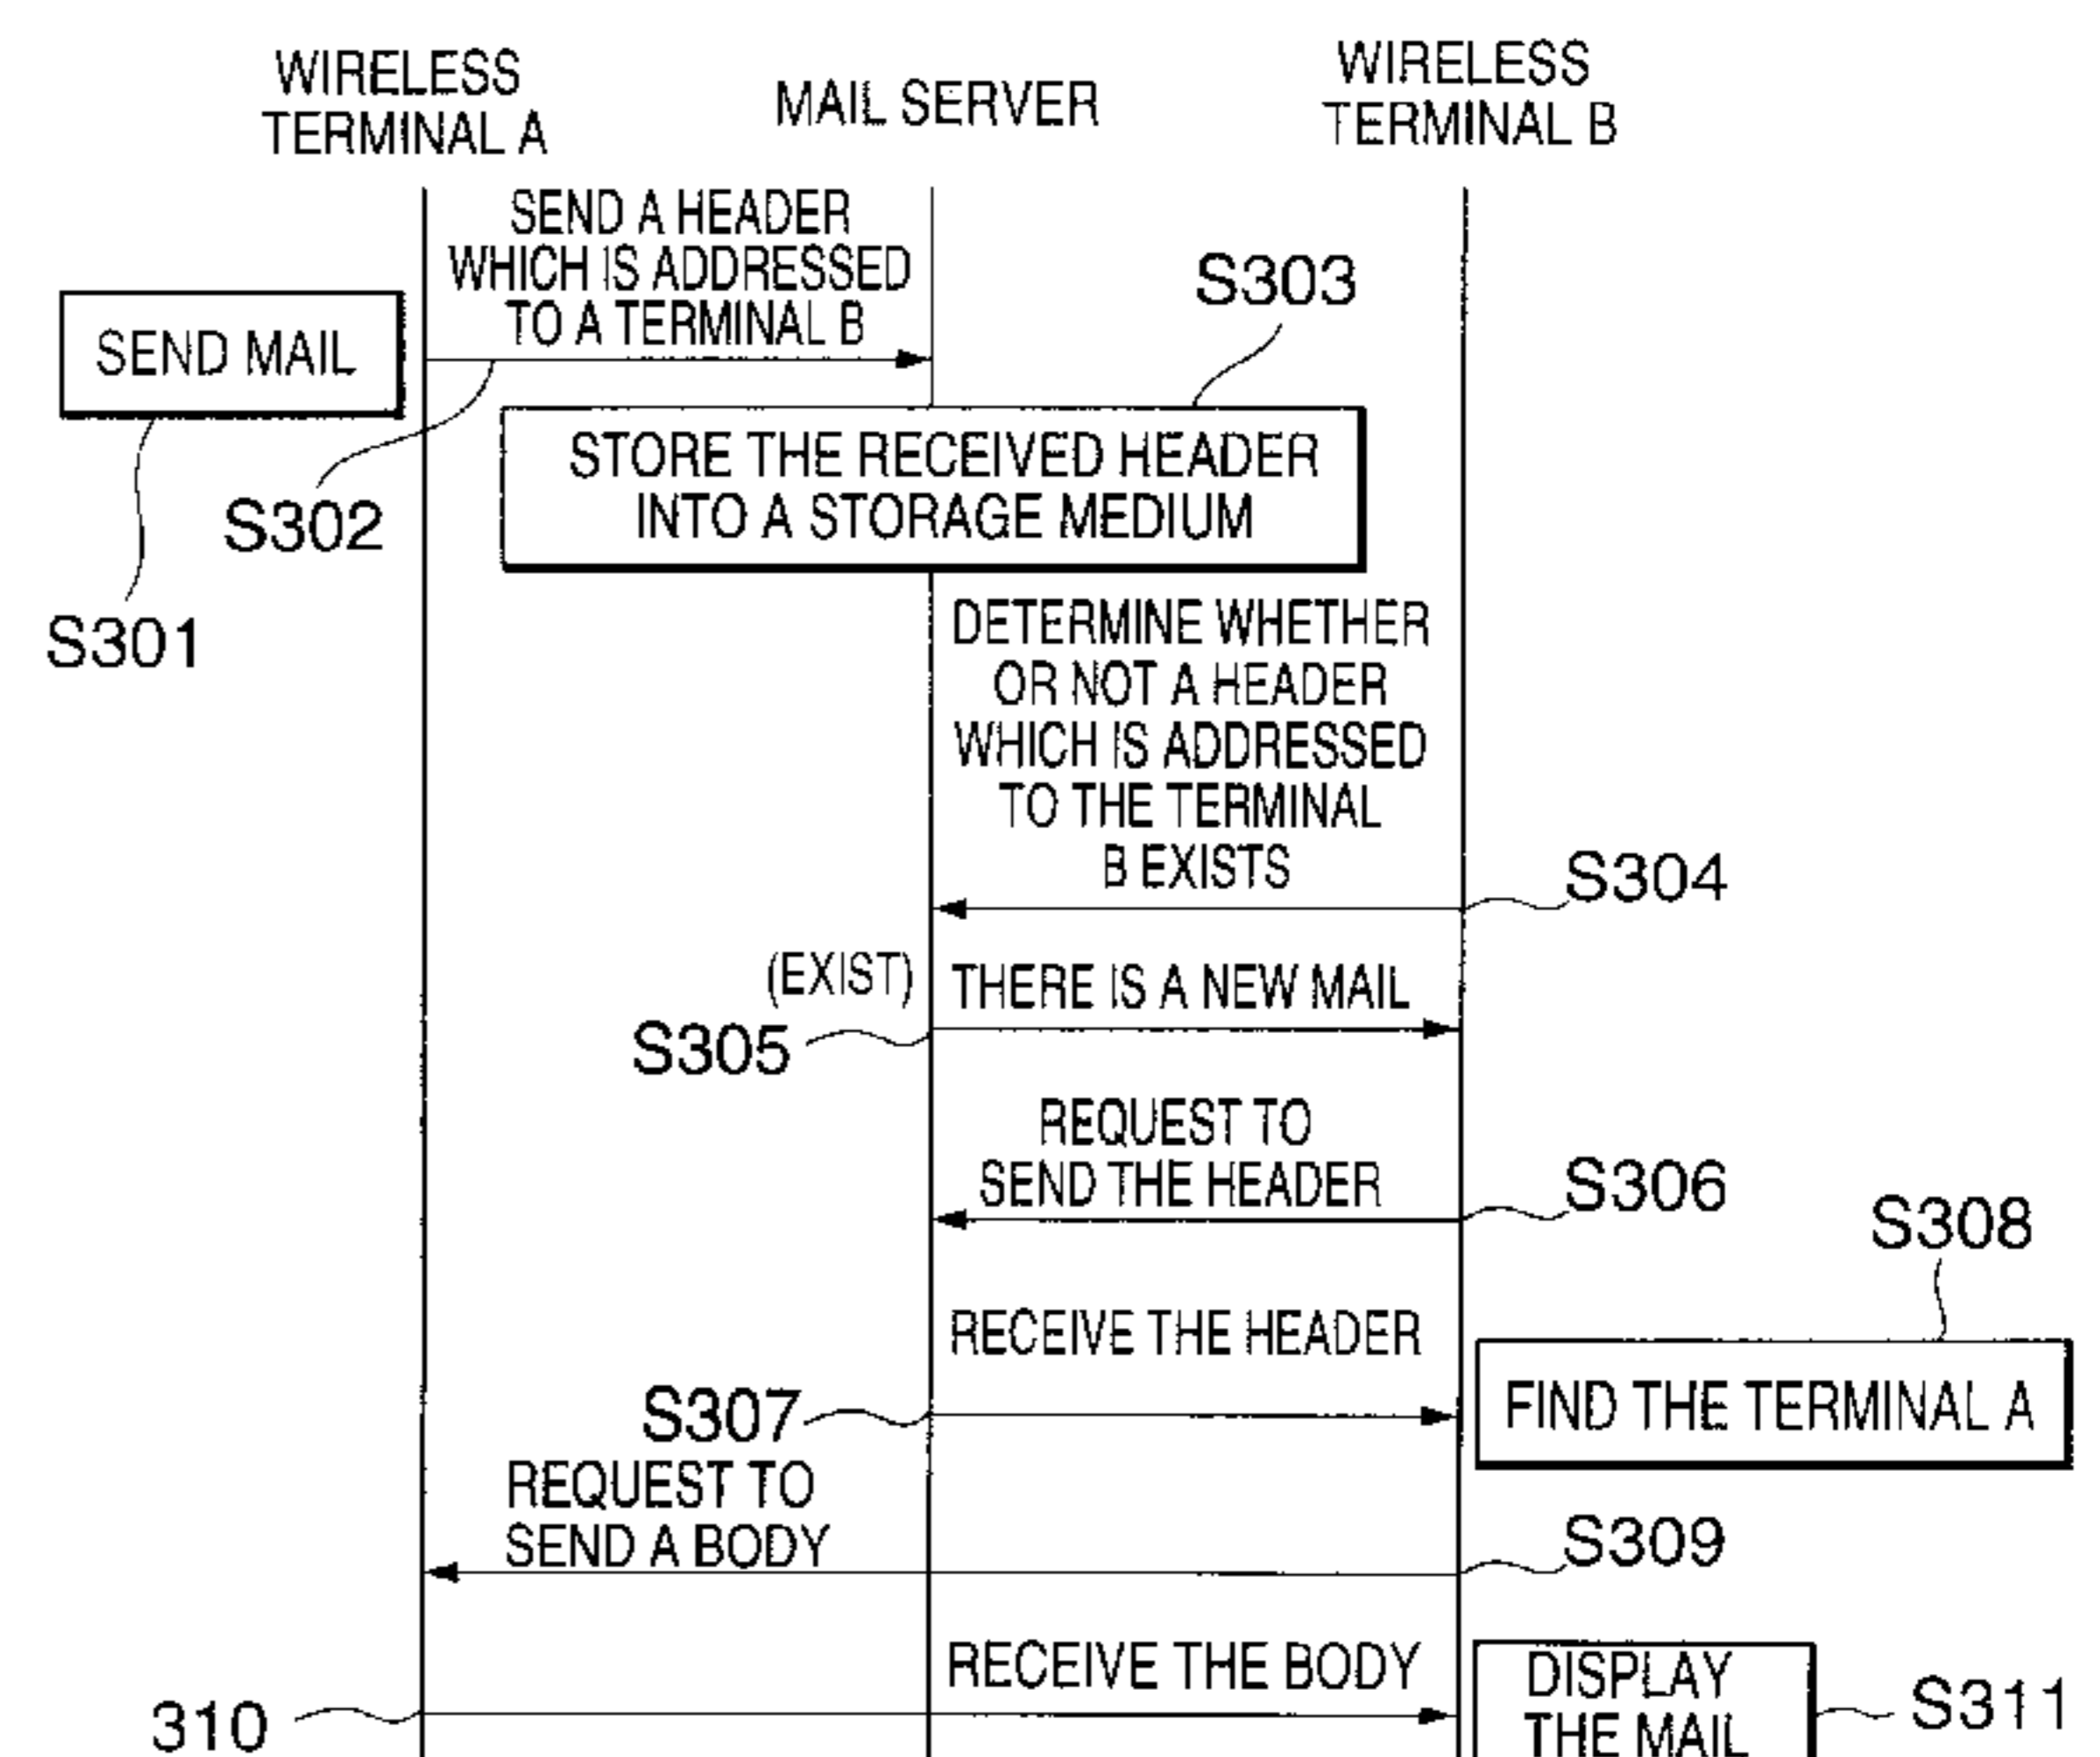 WIRELESS
TERMINAL A
MAIL SERVER
WIRELESS
TERMINAL B
SEND A HEADER
WHICH IS ADDRESSED
TO A TERMINAL B
S303
SEND MAIL
STORE THE RECEIVED HEADER
INTO A STORAGE MEDIUM
S302
S301
DETERMINE WHETHER
OR NOT A HEADER
WHICH IS ADDRESSED
TO THE TERMINAL
B EXISTS
S304
(EXIST)
THERE IS A NEW MAIL
S305
REQUEST TO
SEND THE HEADER
S306
S308
RECEIVE THE HEADER
FIND THE TERMINAL A
S307
REQUEST TO
SEND A BODY
S309
RECEIVE THE BODY
DISPLAY
THE MAIL
S311
310